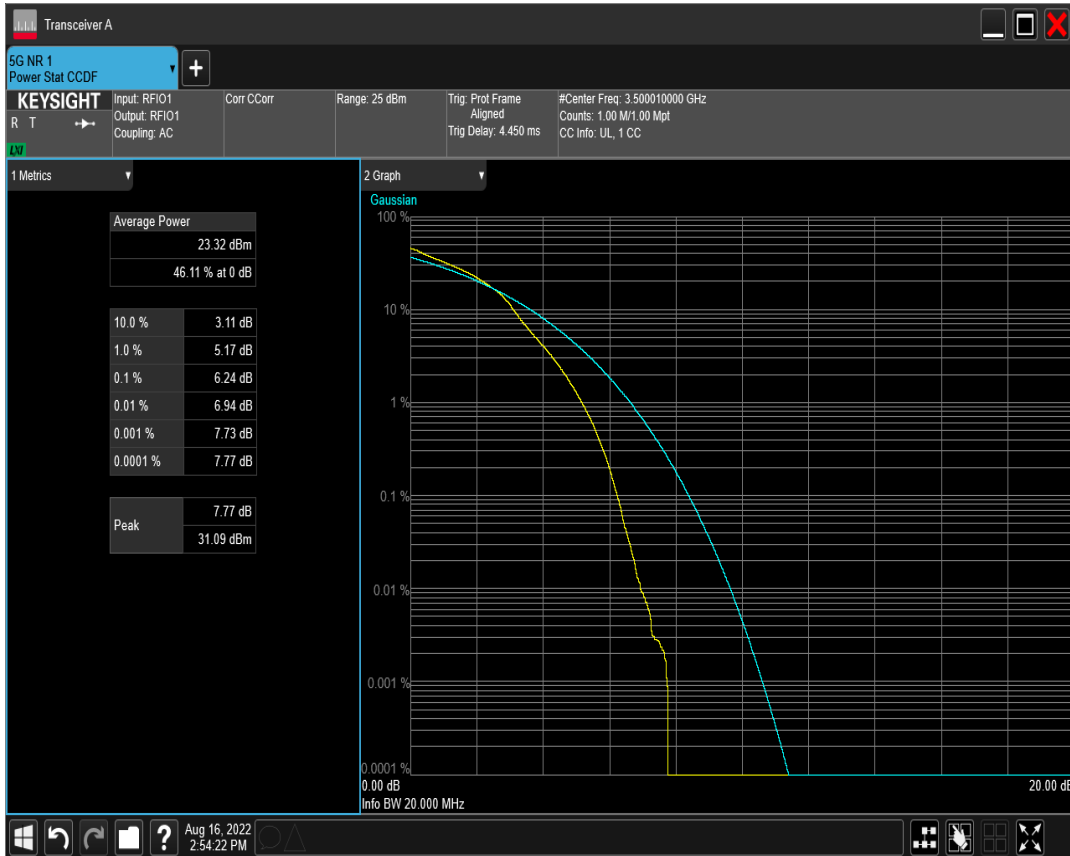 Transceiver A
5G NR 1
Power Stat CCDF
KEYSIGHT
R T
LXI
Input: RFIO1
Output: RFIO1
Coupling: AC
Corr CCorr
Range: 25 dBm
Trig: Prot Frame
Aligned
Trig Delay: 4.450 ms
#Center Freq: 3.500010000 GHz
Counts: 1.00 M/1.00 Mpt
CC Info: UL, 1 CC
1 Metrics
Average Power
23.32 dBm
46.11 % at 0 dB
10.0 % 3.11 dB
1.0 % 5.17 dB
0.1 % 6.24 dB
0.01 % 6.94 dB
0.001 % 7.73 dB
0.0001 % 7.77 dB
Peak 7.77 dB
31.09 dBm
2 Graph
Gaussian
100 %
10 %
1 %
0.1 %
0.01 %
0.001 %
0.0001 %
0.00 dB 20.00 dB
Info BW 20.000 MHz
Aug 16, 2022
2:54:22 PM